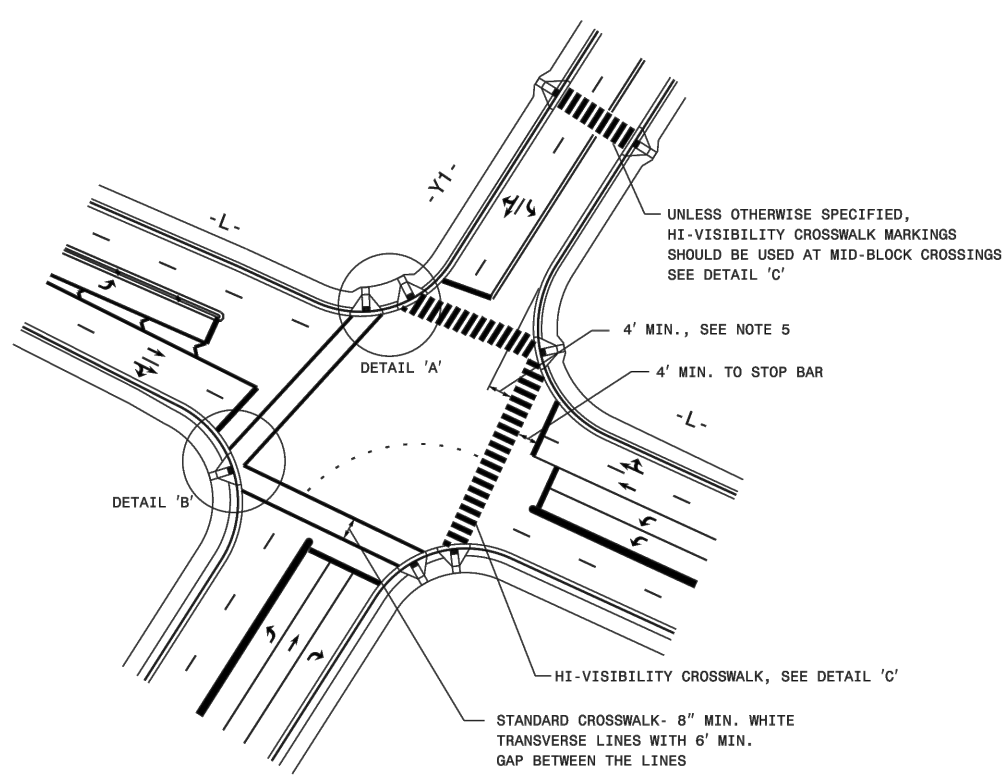 -Y1-
-L-
UNLESS OTHERWISE SPECIFIED,
HI-VISIBILITY CROSSWALK MARKINGS
SHOULD BE USED AT MID-BLOCK CROSSINGS
SEE DETAIL 'C'
4' MIN., SEE NOTE 5
DETAIL 'A'
4' MIN. TO STOP BAR
-L-
DETAIL 'B'
HI-VISIBILITY CROSSWALK, SEE DETAIL 'C'
STANDARD CROSSWALK- 8" MIN. WHITE
TRANSVERSE LINES WITH 6' MIN.
GAP BETWEEN THE LINES